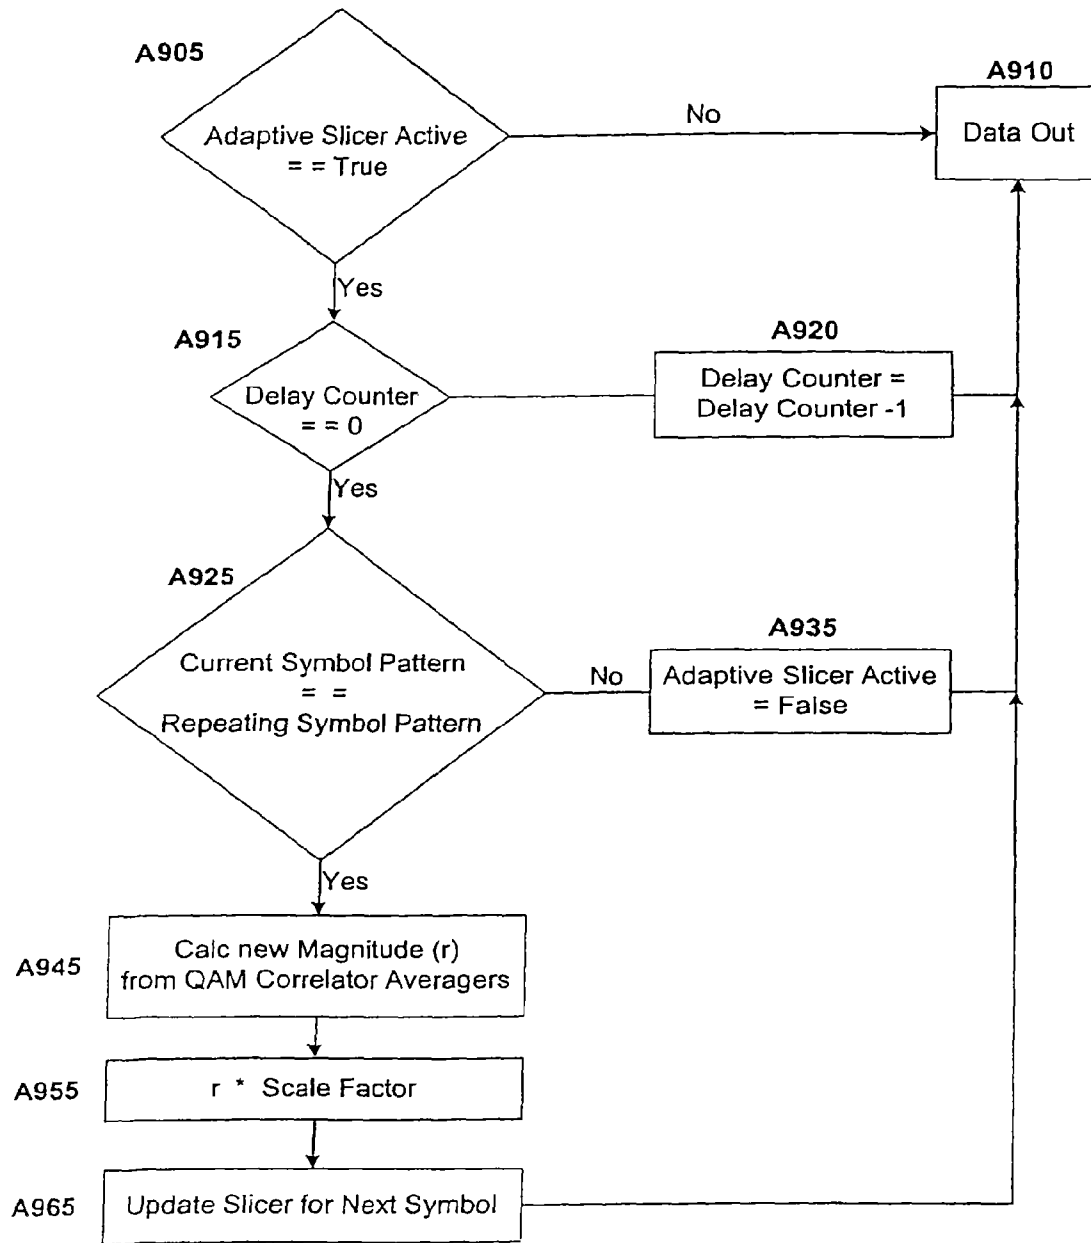 A905
Adaptive Slicer Active
= = True
No
A910
Data Out
Yes
A915
Delay Counter
= = 0
A920
Delay Counter =
Delay Counter -1
Yes
A925
Current Symbol Pattern
= =
Repeating Symbol Pattern
No
A935
Adaptive Slicer Active
= False
Yes
A945
Calc new Magnitude (r)
from QAM Correlator Averagers
A955
r * Scale Factor
A965
Update Slicer for Next Symbol